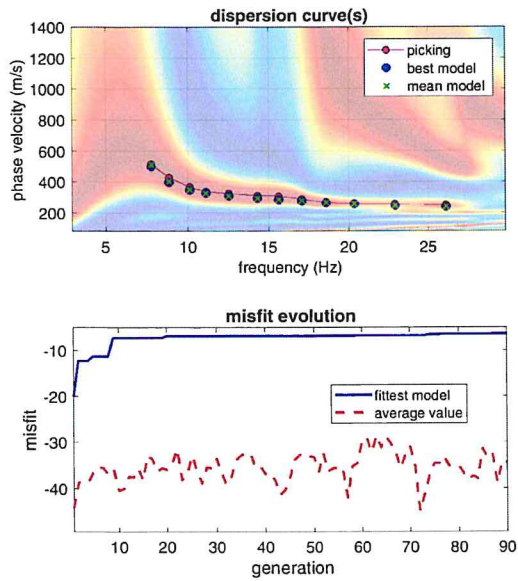 dispersion curve(s)
1400
1200
1000
800
600
400
200
phase velocity (m/s)
picking
best model
mean model
5 10 15 20 25
frequency (Hz)
misfit evolution
-10
-20
-30
-40
misfit
fittest model
average value
10 20 30 40 50 60 70 80 90
generation